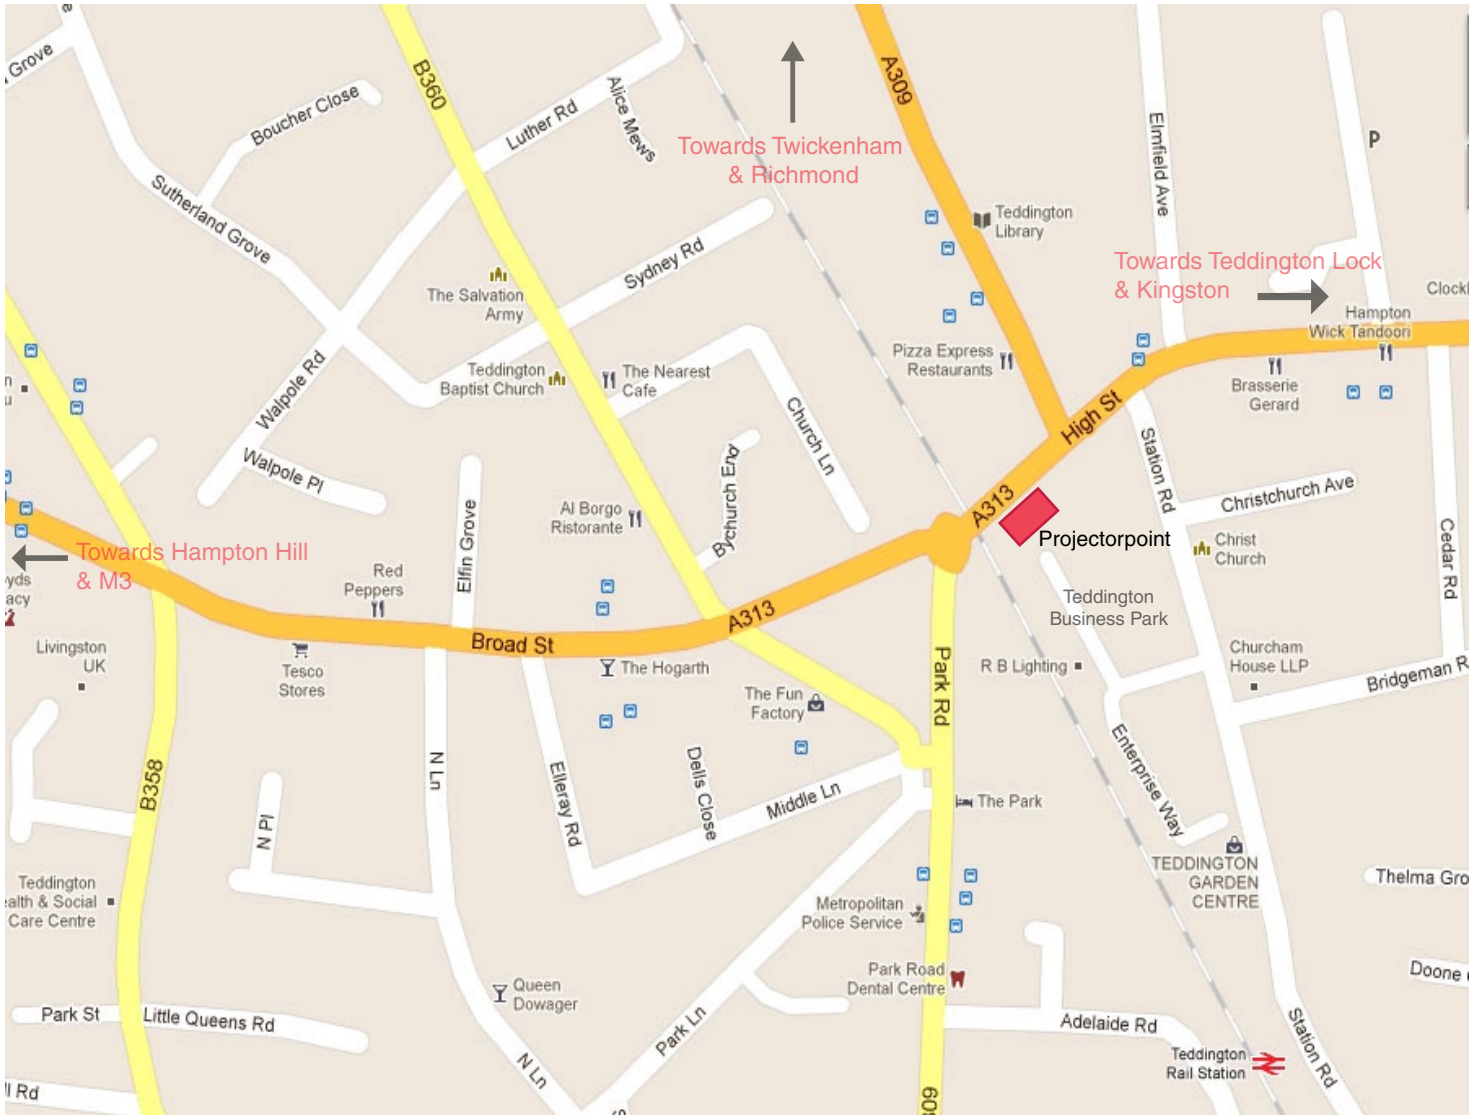 Grove
Boucher Close
Sutherland Grove
B360
Luther Rd
Alice Mews
Towards Twickenham
& Richmond
A309
Elmfield Ave
P
Teddington
Library
Sydney Rd
Towards Teddington Lock
& Kingston
The Salvation
Army
Hampton
Wick Tandoori
Pizza Express
Restaurants
Walpole Rd
Teddington
Baptist Church
The Nearest
Cafe
Brasserie
Gerard
High St
Church Ln
Station Rd
Walpole Pl
Bychurch End
Christchurch Ave
Al Borgo
Ristorante
A313
Elfin Grove
Projectorpoint
Christ
Church
Cedar Rd
Towards Hampton Hill
& M3
Red
Peppers
Teddington
Business Park
A313
Broad St
Livingston
UK
Tesco
Stores
The Hogarth
Park Rd
R B Lighting
Churcham
House LLP
Bridgeman R
The Fun
Factory
B358
N Ln
Elleray Rd
Dells Close
Middle Ln
Enterprise Way
The Park
N Pl
TEDDINGTON
GARDEN
CENTRE
Thelma Gro
Teddington
ealth & Social
Care Centre
Metropolitan
Police Service
Park Road
Dental Centre
Doone
Queen
Dowager
Park St
Little Queens Rd
Park Ln
Adelaide Rd
Station Rd
N Ln
Teddington
Rail Station
Rd